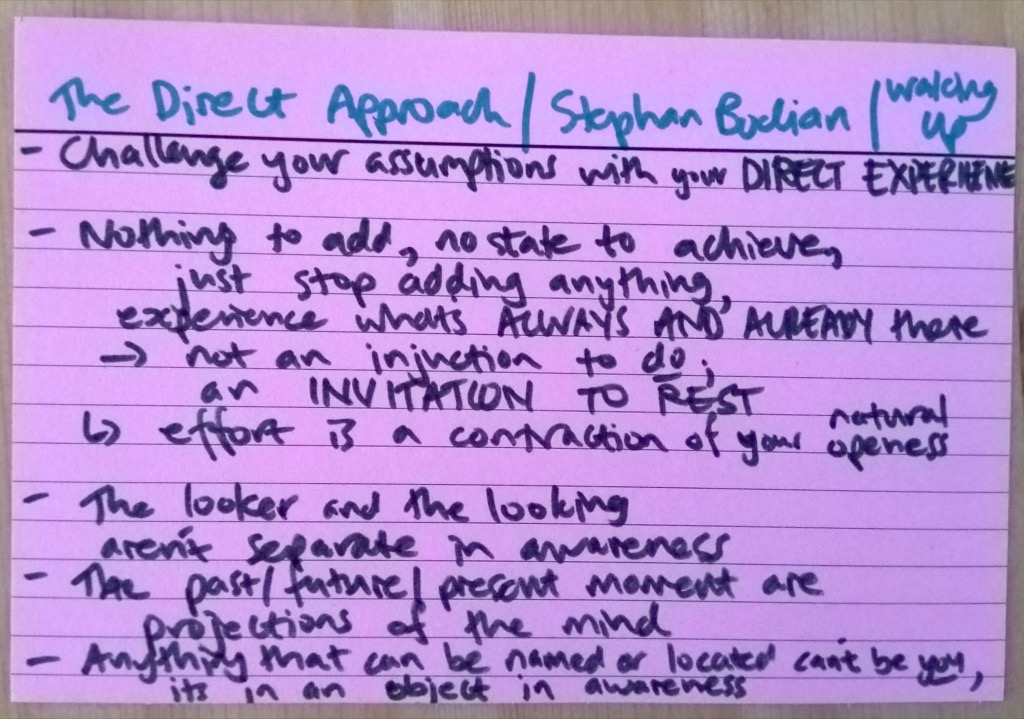 The Direct Approach / Stephan Bodian / Waking Up
- Challenge your assumptions with your DIRECT EXPERIENCE
- Nothing to add, no state to achieve,
just stop adding anything,
experience whats ALWAYS AND ALREADY there
→ not an injuction to do;
an INVITATION TO REST
↳ effort is a contraction of your natural openess
- The looker and the looking
aren't separate in awareness
- The past/future/present moment are
projections of the mind
- Anything that can be named or located can't be you,
its in an object in awareness